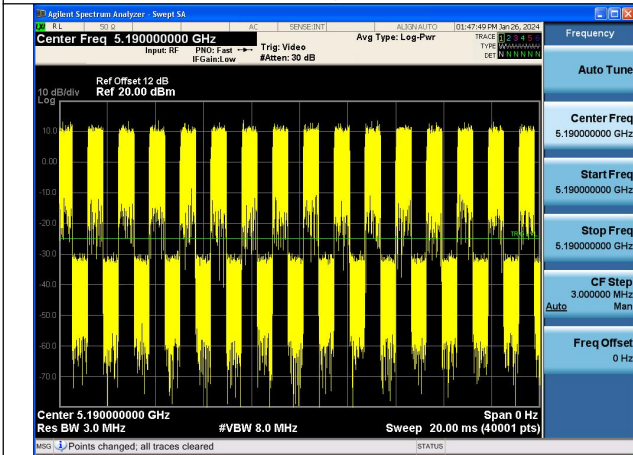 Agilent Spectrum Analyzer - Swept SA
RL 50 Ω AC SENSE:INT ALIGNAUTO 01:47:49 PM Jan 26, 2024
Center Freq 5.190000000 GHz
Input: RF PNO: Fast Trig: Video Avg Type: Log-Pwr TRACE 1 2 3 4 5 6
IFGain:Low #Atten: 30 dB TYPE
DET N N N N N N
Ref Offset 12 dB
10 dB/div Ref 20.00 dBm
Log
10.0
0.00
-10.0
-20.0
-30.0
-40.0
-50.0
-60.0
-70.0
Center 5.190000000 GHz Span 0 Hz
Res BW 3.0 MHz #VBW 8.0 MHz Sweep 20.00 ms (40001 pts)
MSG Points changed; all traces cleared STATUS
Frequency
Auto Tune
Center Freq
5.190000000 GHz
Start Freq
5.190000000 GHz
Stop Freq
5.190000000 GHz
CF Step
3.000000 MHz
Auto Man
Freq Offset
0 Hz